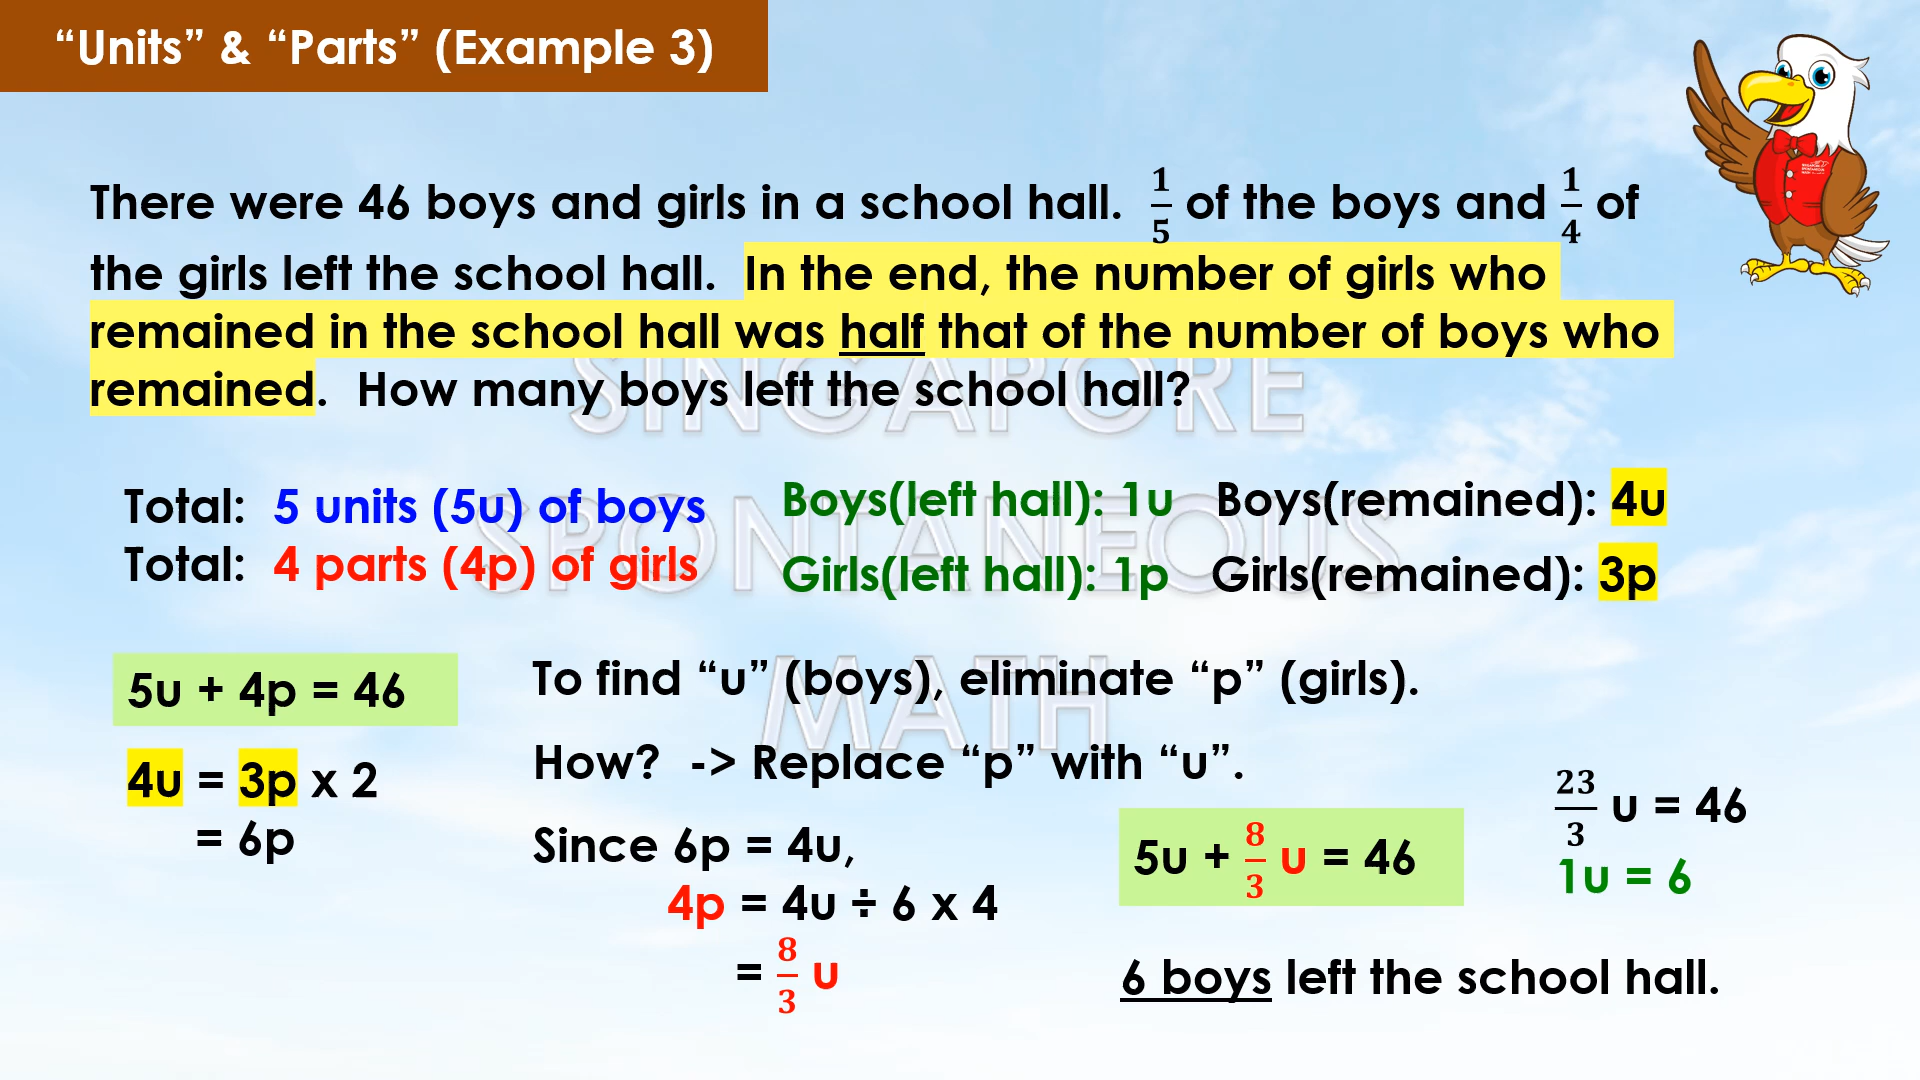 “Units” & “Parts” (Example 3)
There were 46 boys and girls in a school hall. 1/5 of the boys and 1/4 of
the girls left the school hall. In the end, the number of girls who
remained in the school hall was half that of the number of boys who
remained. How many boys left the school hall?
SINGAPORE
SPONTANEOUS
MATH
Total: 5 units (5u) of boys
Total: 4 parts (4p) of girls
Boys(left hall): 1u Boys(remained): 4u
Girls(left hall): 1p Girls(remained): 3p
5u + 4p = 46
4u = 3p x 2
= 6p
To find “u” (boys), eliminate “p” (girls).
How? -> Replace “p” with “u”.
Since 6p = 4u,
4p = 4u ÷ 6 x 4
= 8/3 u
5u + 8/3 u = 46
23/3 u = 46
1u = 6
6 boys left the school hall.